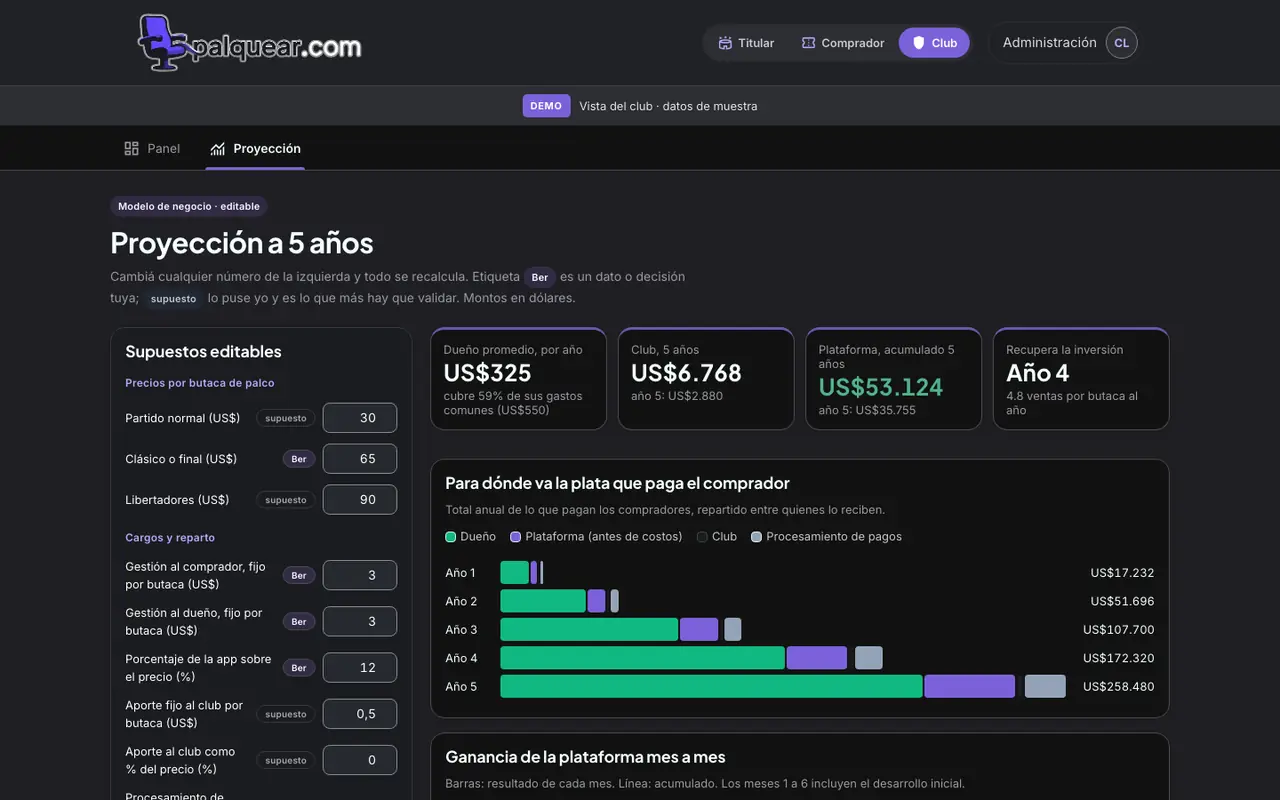 palquear.com
Titular
Comprador
Club
Administración
CL
DEMO
Vista del club · datos de muestra
Panel
Proyección
Modelo de negocio · editable
Proyección a 5 años
Cambiá cualquier número de la izquierda y todo se recalcula. Etiqueta Ber es un dato o decisión
tuya; supuesto lo puse yo y es lo que más hay que validar. Montos en dólares.
Supuestos editables
Precios por butaca de palco
Partido normal (US$) supuesto 30
Clásico o final (US$) Ber 65
Libertadores (US$) supuesto 90
Cargos y reparto
Gestión al comprador, fijo
por butaca (US$)
Ber
3
Gestión al dueño, fijo por
butaca (US$)
Ber
3
Porcentaje de la app sobre
el precio (%)
Ber
12
Aporte fijo al club por
butaca (US$)
supuesto
0,5
Aporte al club como
% del precio (%)
supuesto
0
Procesamiento de
Dueño promedio, por año
US$325
cubre 59% de sus gastos
comunes (US$550)
Club, 5 años
US$6.768
año 5: US$2.880
Plataforma, acumulado 5
años
US$53.124
año 5: US$35.755
Recupera la inversión
Año 4
4.8 ventas por butaca al
año
Para dónde va la plata que paga el comprador
Total anual de lo que pagan los compradores, repartido entre quienes lo reciben.
Dueño
Plataforma (antes de costos)
Club
Procesamiento de pagos
Año 1 US$17.232
Año 2 US$51.696
Año 3 US$107.700
Año 4 US$172.320
Año 5 US$258.480
Ganancia de la plataforma mes a mes
Barras: resultado de cada mes. Línea: acumulado. Los meses 1 a 6 incluyen el desarrollo inicial.